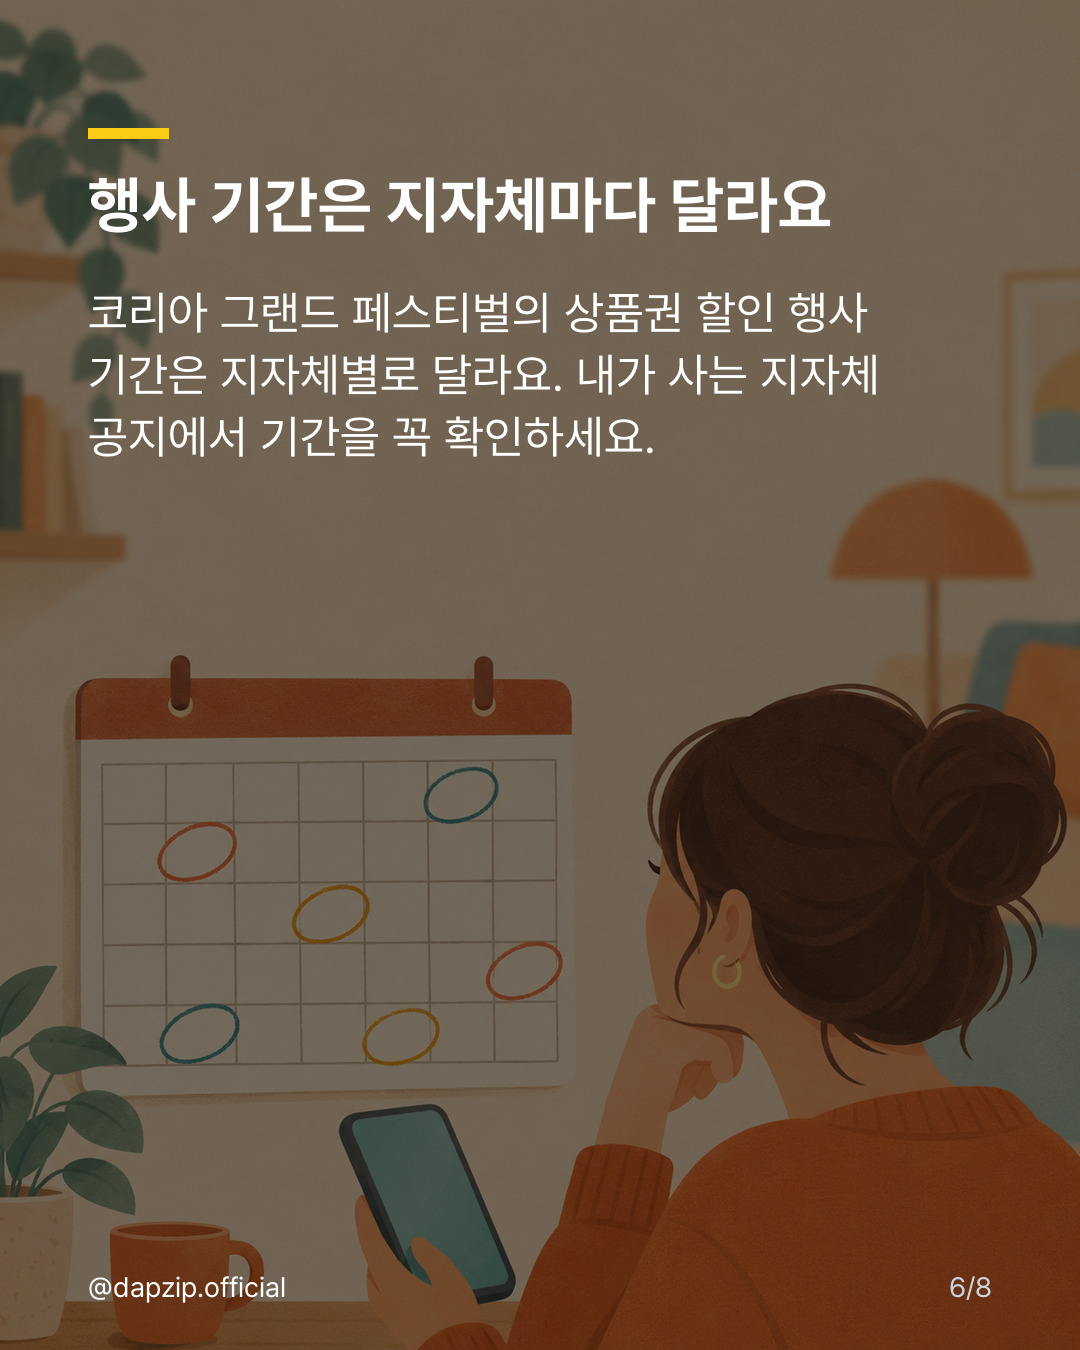 행사 기간은 지자체마다 달라요
코리아 그랜드 페스티벌의 상품권 할인 행사
기간은 지자체별로 달라요. 내가 사는 지자체
공지에서 기간을 꼭 확인하세요.
@dapzip.official
6/8